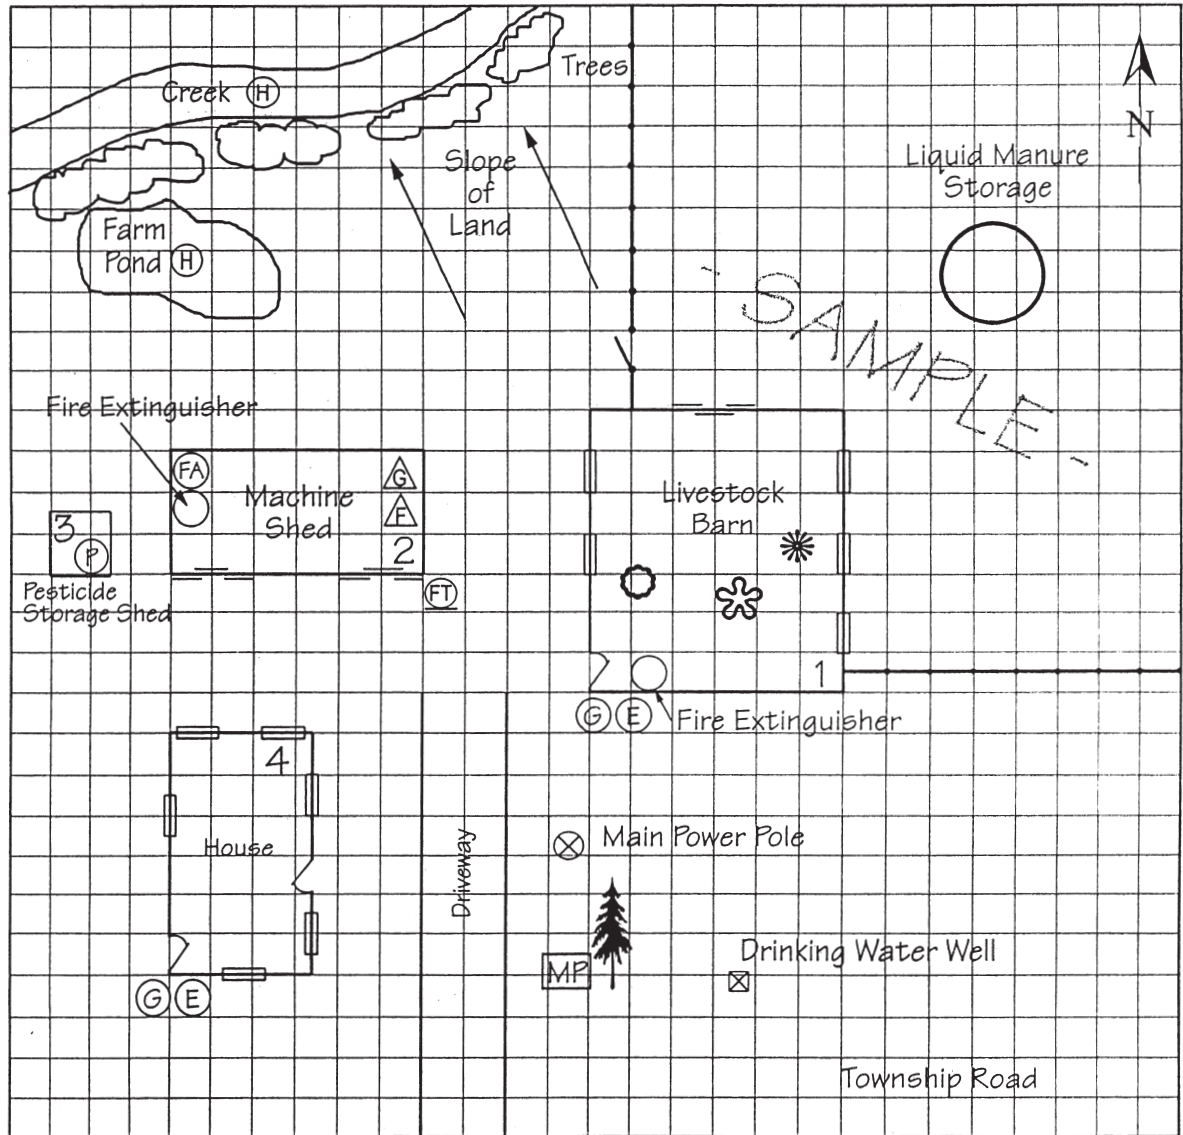 Trees
Creek H
N
Liquid Manure
Storage
Slope
of
Land
Farm
Pond H
- SAMPLE -
Fire Extinguisher
FA
G
Machine
Shed
F
2
Livestock
Barn
3
P
Pesticide
Storage Shed
FT
1
G E
Fire Extinguisher
4
House
Driveway
Main Power Pole
MP
Drinking Water Well
G E
Township Road